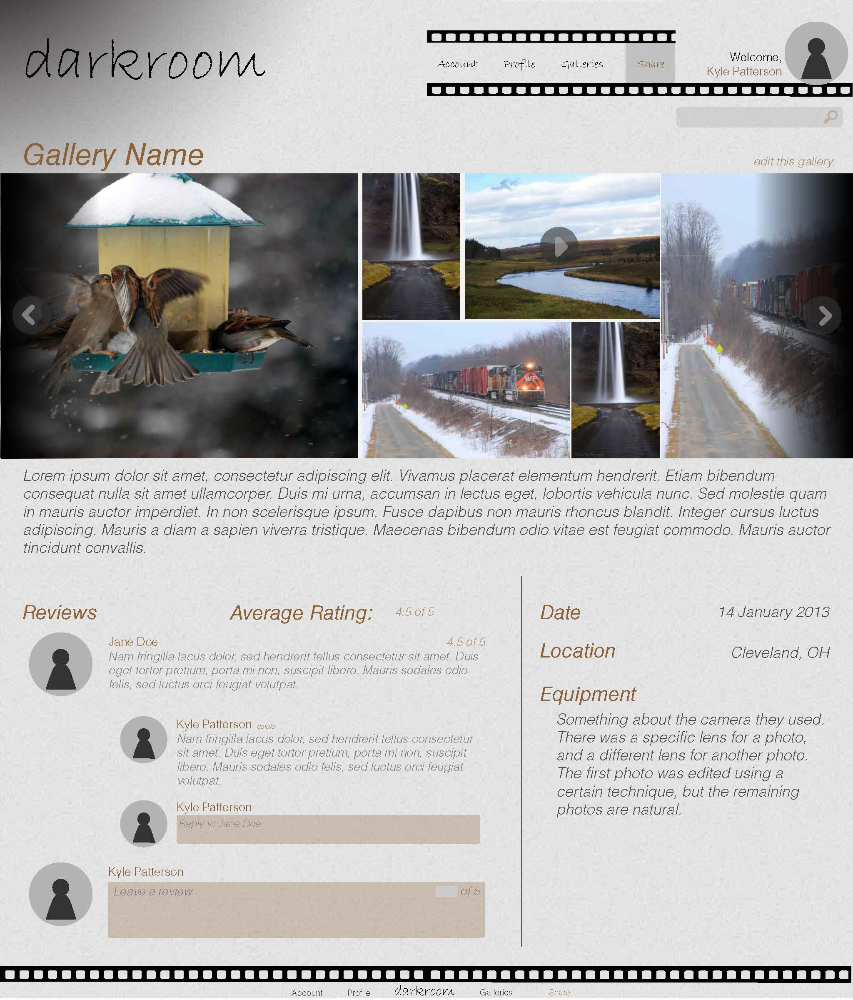 darkroom
Account Profile Galleries Share
Welcome,
Kyle Patterson
Gallery Name
edit this gallery
WP
Lorem ipsum dolor sit amet, consectetur adipiscing elit. Vivamus placerat elementum hendrerit. Etiam bibendum
consequat nulla sit amet ullamcorper. Duis mi urna, accumsan in lectus eget, lobortis vehicula nunc. Sed molestie quam
in mauris auctor imperdiet. In non scelerisque ipsum. Fusce dapibus non mauris rhoncus blandit. Integer cursus luctus
adipiscing. Mauris a diam a sapien viverra tristique. Maecenas bibendum odio vitae est feugiat commodo. Mauris auctor
tincidunt convallis.
Reviews Average Rating: 4.5 of 5
Jane Doe 4.5 of 5
Nam fringilla lacus dolor, sed hendrerit tellus consectetur sit amet. Duis
eget tortor pretium, porta mi non, suscipit libero. Mauris sodales odio
felis, sed luctus orci feugiat volutpat.
Kyle Patterson delete
Nam fringilla lacus dolor, sed hendrerit tellus consectetur
sit amet. Duis eget tortor pretium, porta mi non, suscipit
libero. Mauris sodales odio felis, sed luctus orci feugiat
volutpat.
Kyle Patterson
Reply to Jane Doe
Kyle Patterson
Leave a review of 5
Date 14 January 2013
Location Cleveland, OH
Equipment
Something about the camera they used.
There was a specific lens for a photo,
and a different lens for another photo.
The first photo was edited using a
certain technique, but the remaining
photos are natural.
Account Profile darkroom Galleries Share